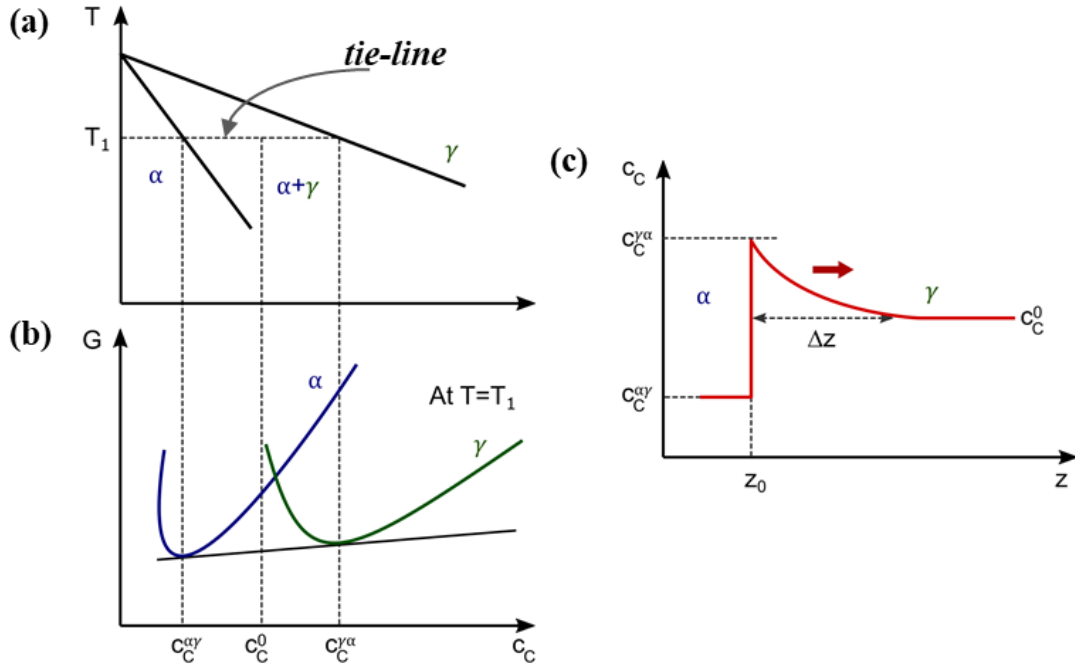 (a)
T
tie-line
T₁
α
α+γ
γ
(b)
G
α
At T=T₁
γ
c_C^{αγ}
c_C^0
c_C^{γα}
c_C
(c)
c_C
c_C^{γα}
α
γ
c_C^0
Δz
c_C^{αγ}
z₀
z